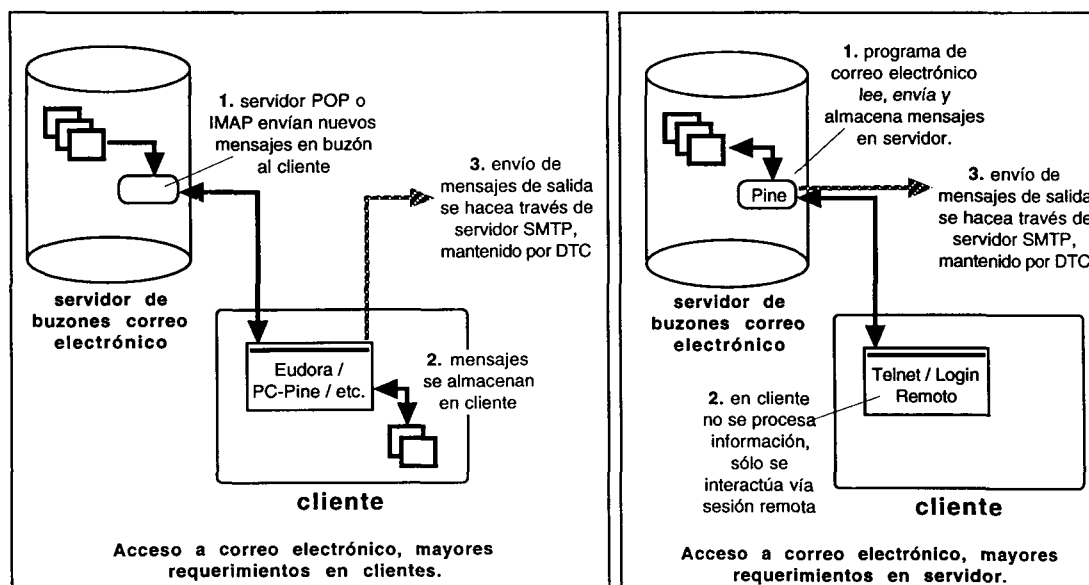 1. servidor POP o
IMAP envían nuevos
mensajes en buzón
al cliente
3. envío de
mensajes de salida
se hacea través de
servidor SMTP,
mantenido por DTC
servidor de
buzones correo
electrónico
Eudora /
PC-Pine / etc.
2. mensajes
se almacenan
en cliente
cliente
Acceso a correo electrónico, mayores
requerimientos en clientes.
1. programa de
correo electrónico
lee, envía y
almacena mensajes
en servidor.
Pine
3. envío de
mensajes de salida
se hacea través de
servidor SMTP,
mantenido por DTC
servidor de
buzones correo
electrónico
Telnet / Login
Remoto
2. en cliente
no se procesa
información,
sólo se
interactúa vía
sesión remota
cliente
Acceso a correo electrónico, mayores
requerimientos en servidor.